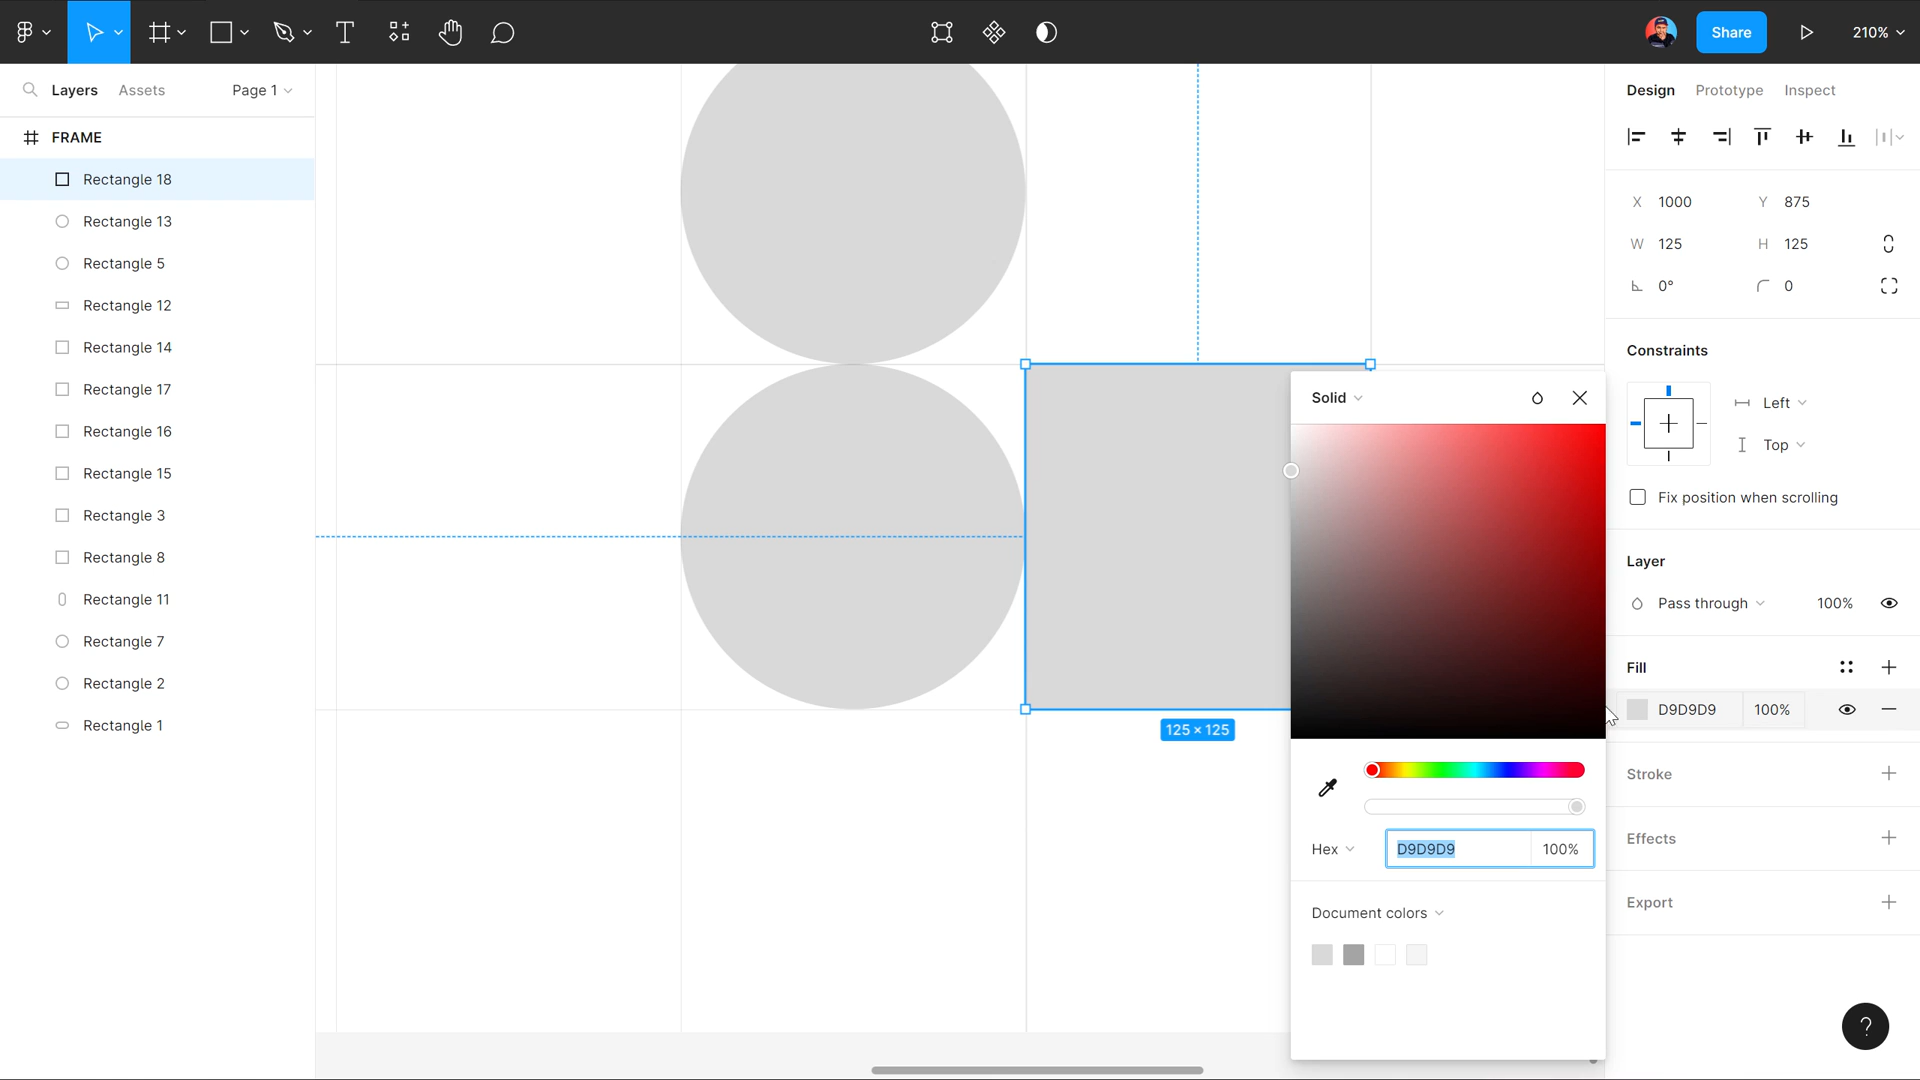 Share
210%
Layers
Assets
Page 1
FRAME
Rectangle 18
Rectangle 13
Rectangle 5
Rectangle 12
Rectangle 14
Rectangle 17
Rectangle 16
Rectangle 15
Rectangle 3
Rectangle 8
Rectangle 11
Rectangle 7
Rectangle 2
Rectangle 1
125 × 125
Solid
Hex
D9D9D9
100%
Document colors
Design
Prototype
Inspect
X 1000
Y 875
W 125
H 125
0°
0
Constraints
Left
Top
Fix position when scrolling
Layer
Pass through
100%
Fill
D9D9D9
100%
Stroke
Effects
Export
?